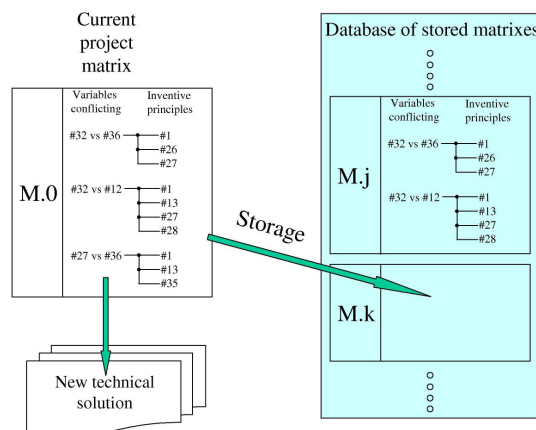 Current
project
matrix
Variables conflicting
Inventive principles
M.0
#32 vs #36
#1
#26
#27
#32 vs #12
#1
#13
#27
#28
#27 vs #36
#1
#13
#35
New technical
solution
Storage
Database of stored matrixes
Variables conflicting
Inventive principles
M.j
#32 vs #36
#1
#26
#27
#32 vs #12
#1
#13
#27
#28
M.k